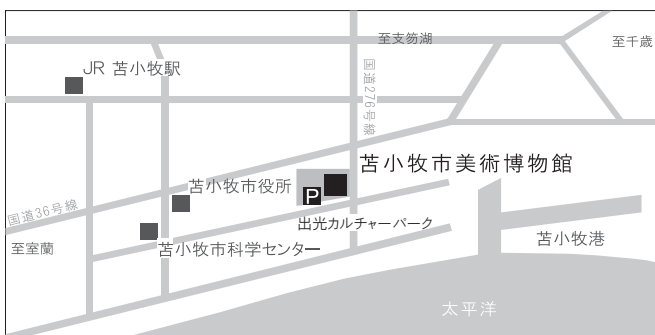 至支笏湖
至千歳
JR 苫小牧駅
国道276号線
苫小牧市美術博物館
苫小牧市役所
P
国道36号線
出光カルチャーパーク
至室蘭
苫小牧市科学センター
苫小牧港
太平洋